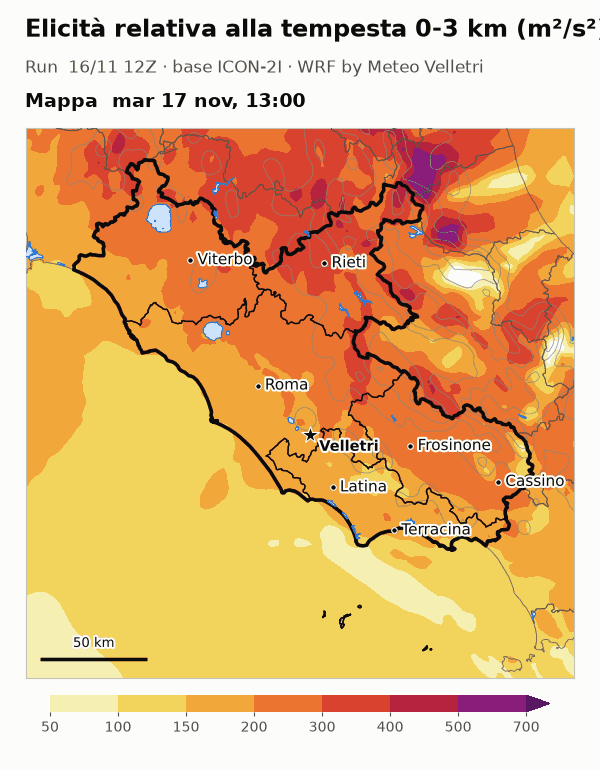 Elicità relativa alla tempesta 0-3 km (m²/s²)
Run 16/11 12Z · base ICON-2I · WRF by Meteo Velletri
Mappa mar 17 nov, 13:00
Viterbo
Rieti
Roma
Velletri
Frosinone
Cassino
Latina
Terracina
50 km
50 100 150 200 300 400 500 700